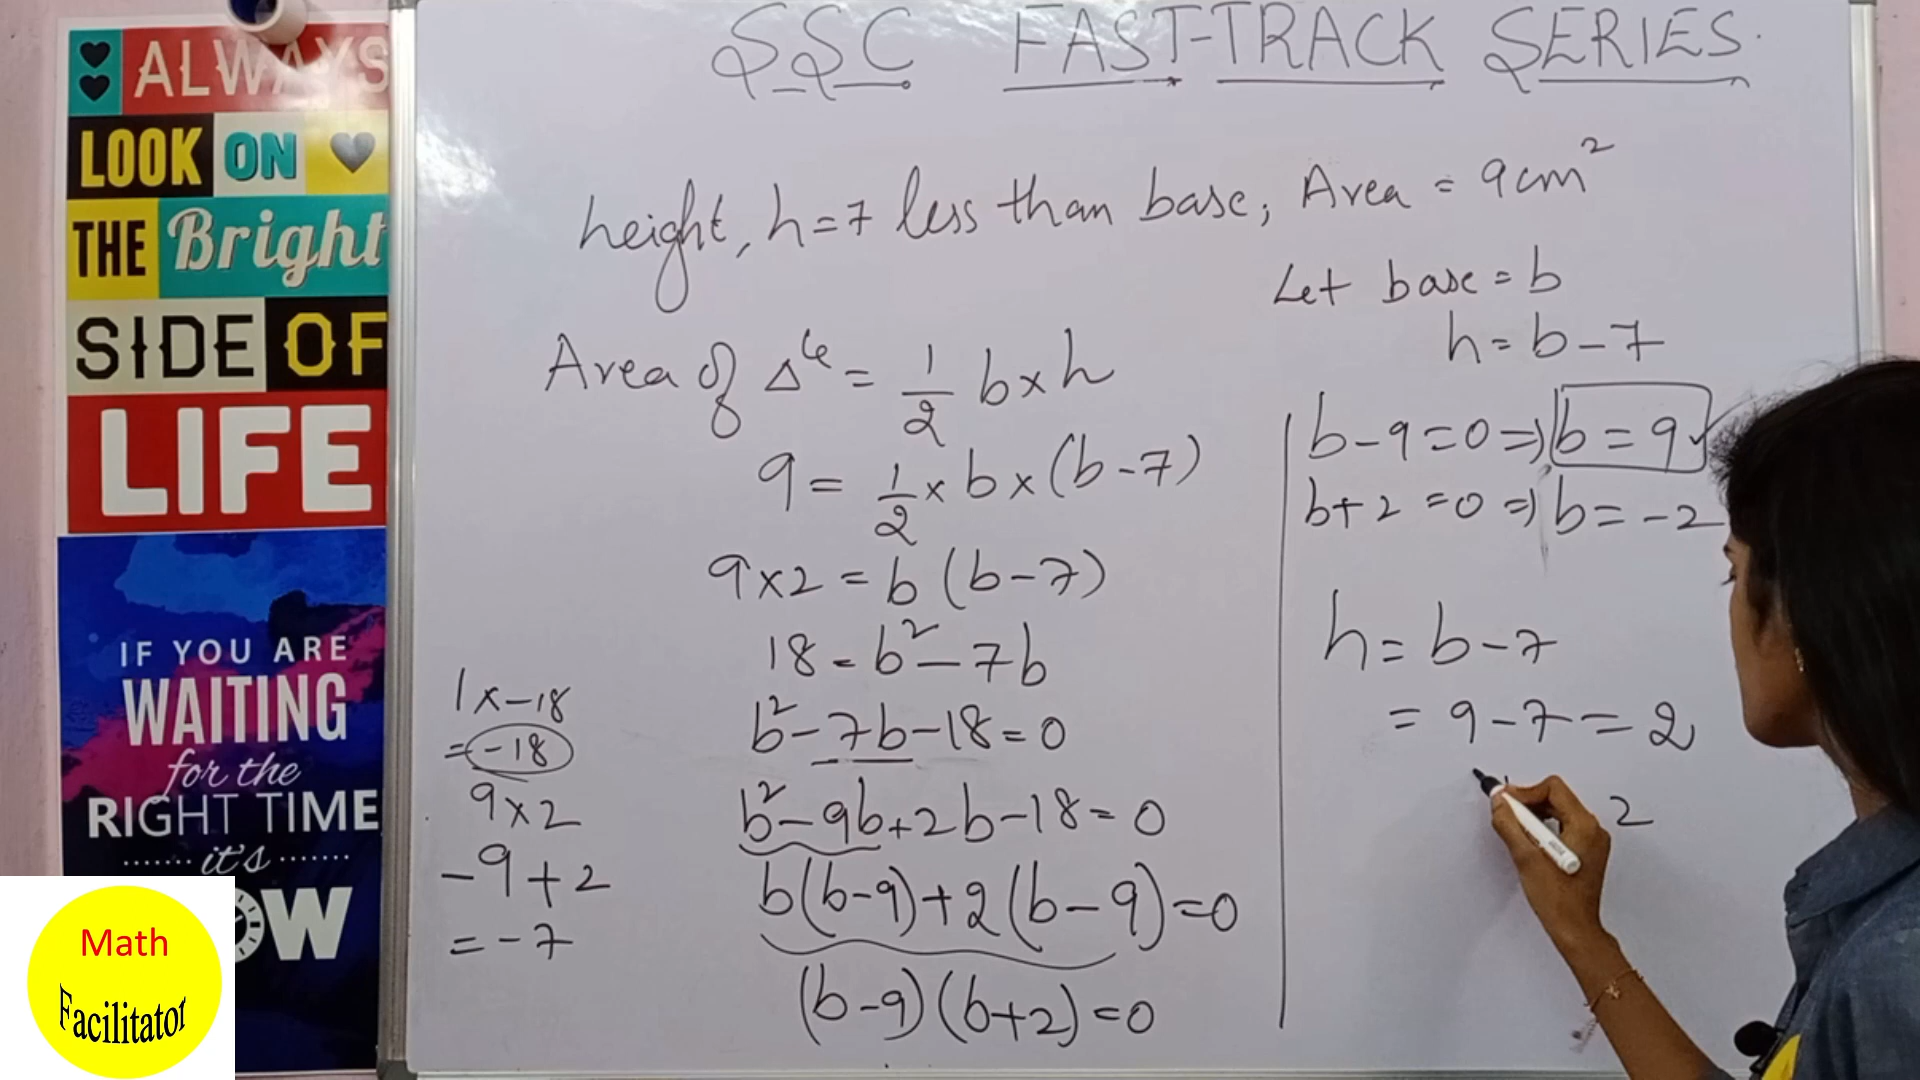 SSC FAST-TRACK SERIES
ALWAYS
LOOK ON
THE Bright
SIDE OF
LIFE
IF YOU ARE
WAITING
for the
RIGHT TIME
it's
Math
Facilitator
height, h=7 less than base; Area = 9cm²
Let base = b
h = b-7
Area of Δle = 1/2 b×h
9 = 1/2 × b × (b-7)
9×2 = b (b-7)
18 = b² - 7b
b² - 7b - 18 = 0
b² - 9b + 2b - 18 = 0
b(b-9)+2(b-9)=0
(b-9)(b+2)=0
1×-18
= -18
9×2
-9+2
= -7
b-9=0 ⇒ b=9 ✓
b+2=0 ⇒ b=-2
h = b-7
= 9-7 = 2
2